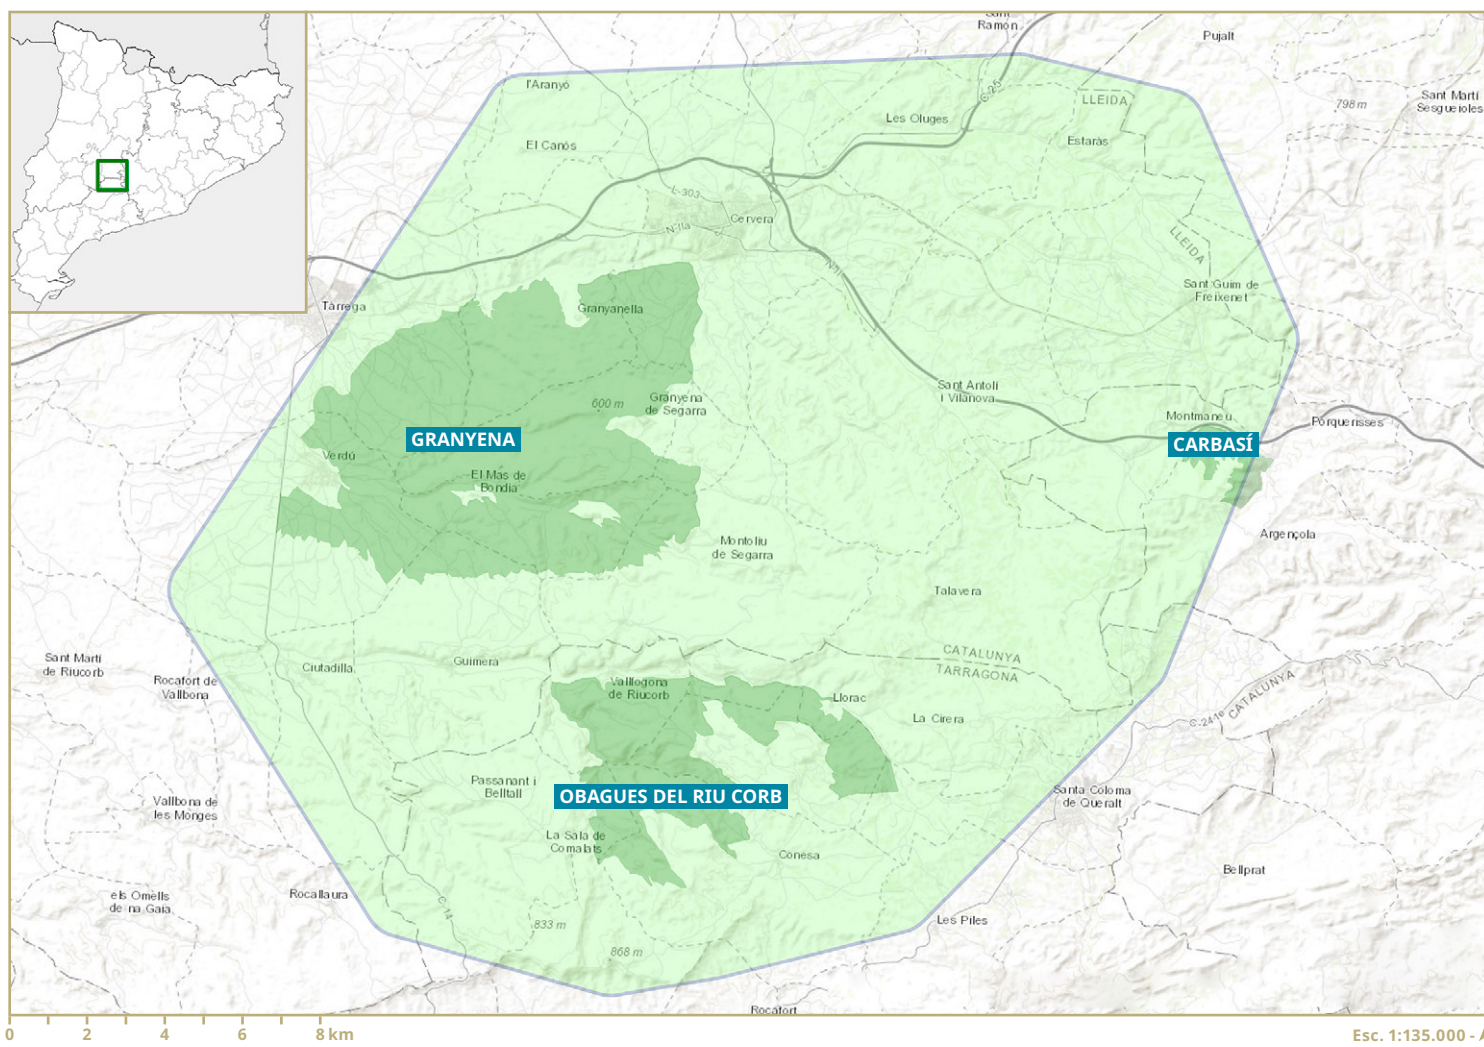 Sant
Ramon
Pujalt
l'Aranyó
C-25
LLEIDA
798 m
Sant Martí
Sesgueioles
Les Oluges
Estaràs
El Canós
L-303
Cervera
N-IIa
LLEIDA
N-II
Sant Guim de
Freixenet
Tàrrega
Granyanella
Sant Antolí
i Vilanova
600 m
Granyena
de Segarra
Montmaneu
Porquerisses
GRANYENA
CARBASÍ
Verdú
El Mas de
Bondia
Argençola
Montoliu
de Segarra
Talavera
CATALUNYA
TARRAGONA
Sant Martí
de Riucorb
Ciutadilla
Guimerà
Rocafort de
Vallbona
Vallfogona
de Riucorb
Llorac
La Cirera
CATALUNYA
C-241e
Passanant i
Belltall
OBAGUES DEL RIU CORB
Santa Coloma
de Queralt
Vallbona de
les Monges
La Sala de
Comalats
Conesa
Bellprat
els Omells
de na Gaia
Rocallaura
C-14
833 m
868 m
Les Piles
Rocafort
0 2 4 6 8 km
Esc. 1:135.000 -